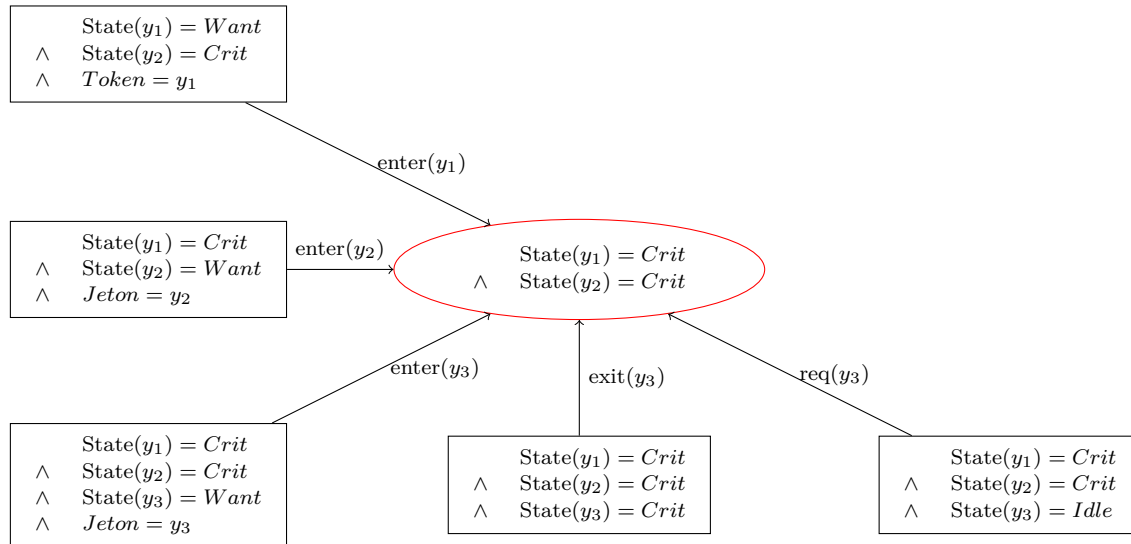 State(y₁) = Want
∧ State(y₂) = Crit
∧ Token = y₁
enter(y₁)
State(y₁) = Crit
∧ State(y₂) = Want
∧ Jeton = y₂
enter(y₂)
State(y₁) = Crit
∧ State(y₂) = Crit
enter(y₃)
exit(y₃)
req(y₃)
State(y₁) = Crit
∧ State(y₂) = Crit
∧ State(y₃) = Want
∧ Jeton = y₃
State(y₁) = Crit
∧ State(y₂) = Crit
∧ State(y₃) = Crit
State(y₁) = Crit
∧ State(y₂) = Crit
∧ State(y₃) = Idle